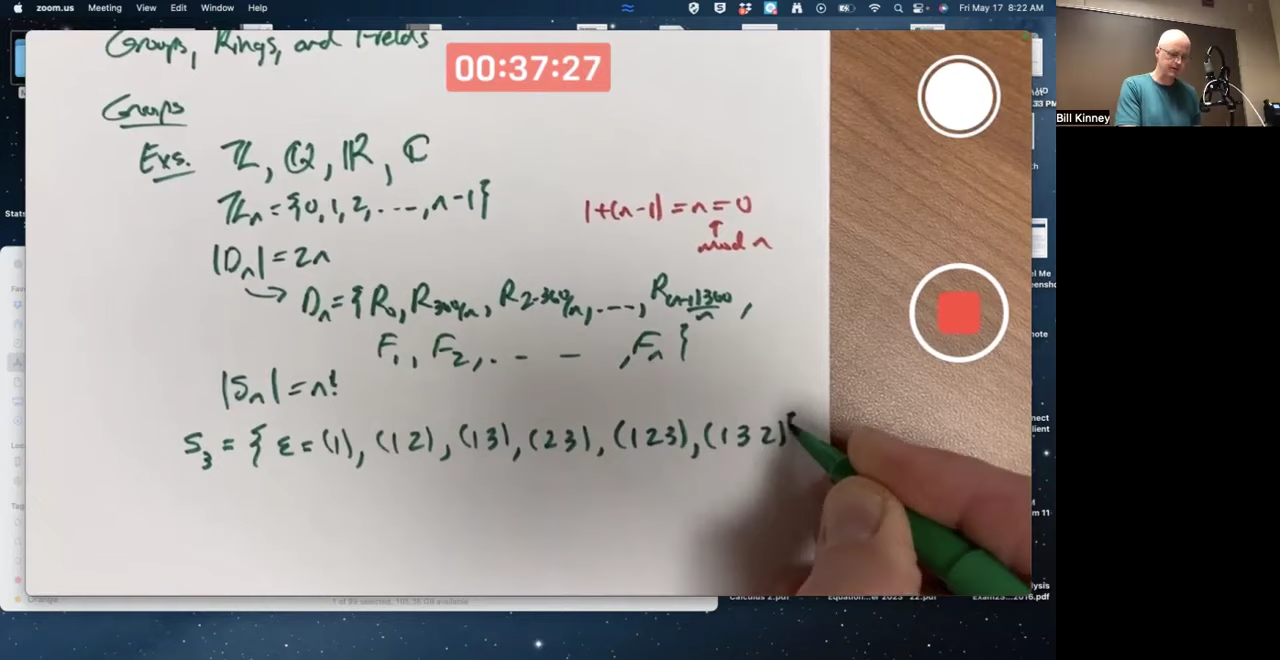 zoom.us Meeting View Edit Window Help Fri May 17 8:22 AM
Groups, Rings, and Fields
00:37:27
Groups
Bill Kinney
Exs. ℤ, ℚ, ℝ, ℂ
ℤₙ = {0, 1, 2, ..., n-1}
1+(n-1) = n = 0
↑
mod n
|Dₙ| = 2n
→ Dₙ = {R₀, R₃₆₀/ₙ, R₂·₃₆₀/ₙ, ..., R₍ₙ₋₁₎₃₆₀/ₙ,
F₁, F₂, .. - - , Fₙ}
|Sₙ| = n!
S₃ = { ε = (1), (1 2), (1 3), (2 3), (1 2 3), (1 3 2)